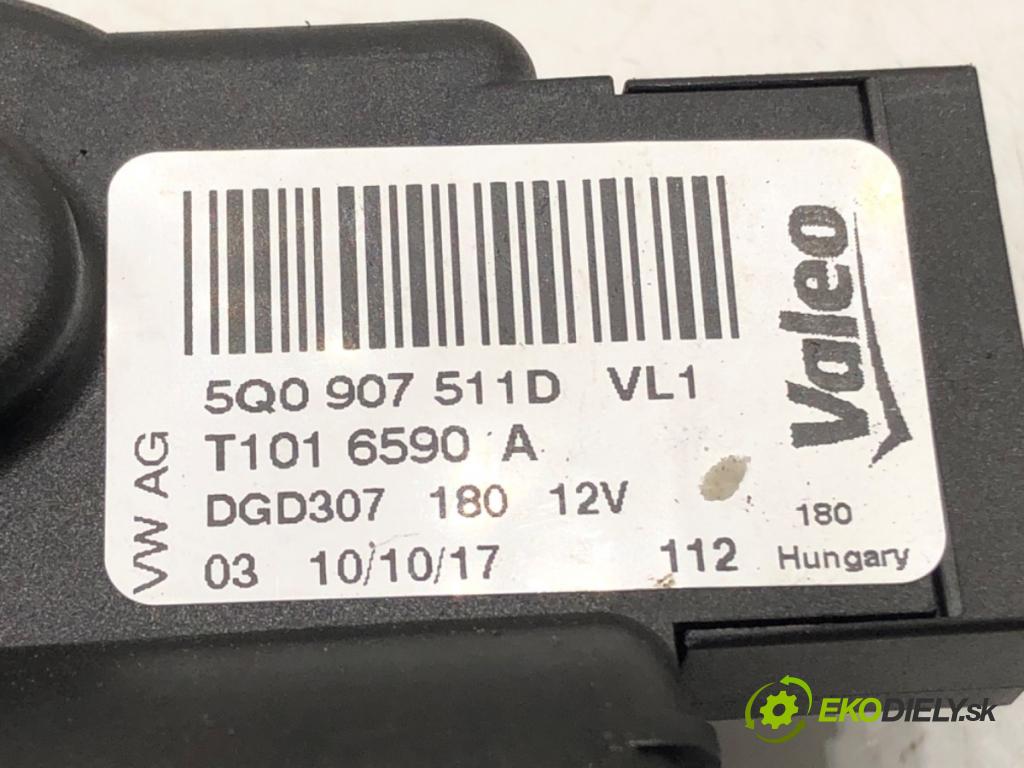 5Q0 907 511D VL1
T101 6590 A
DGD307 180 12V
03 10/10/17 112
VW AG
Valeo
180
Hungary
EKODIELY.sk